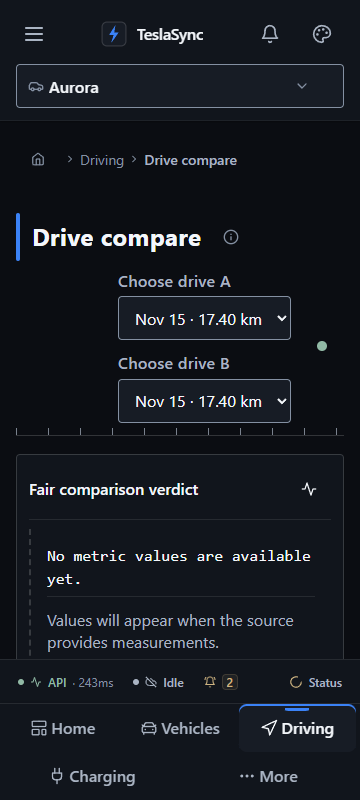 TeslaSync
Aurora
Driving
Drive compare
Drive compare
Choose drive A
Nov 15 · 17.40 km
Choose drive B
Nov 15 · 17.40 km
Fair comparison verdict
No metric values are available
yet.
Values will appear when the source
provides measurements.
API · 243ms
Idle
2
Status
Home
Vehicles
Driving
Charging
More